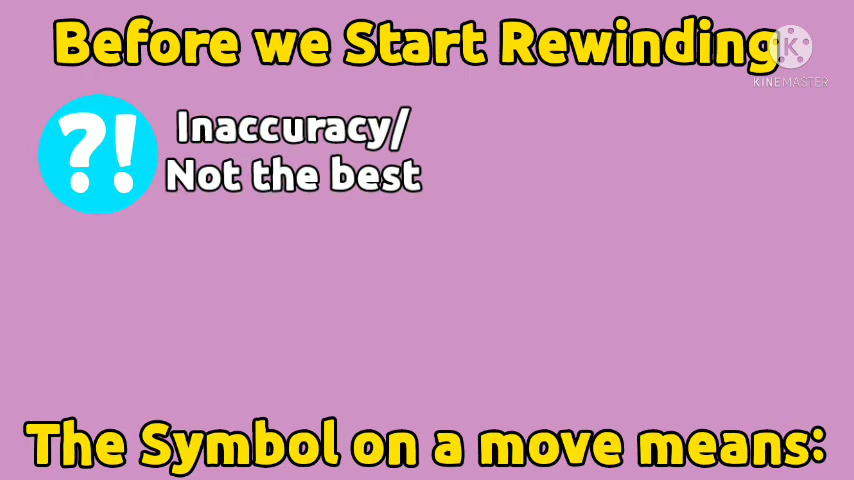 Before we Start Rewinding
K
KINEMASTER
?!
Inaccuracy/
Not the best
The Symbol on a move means: